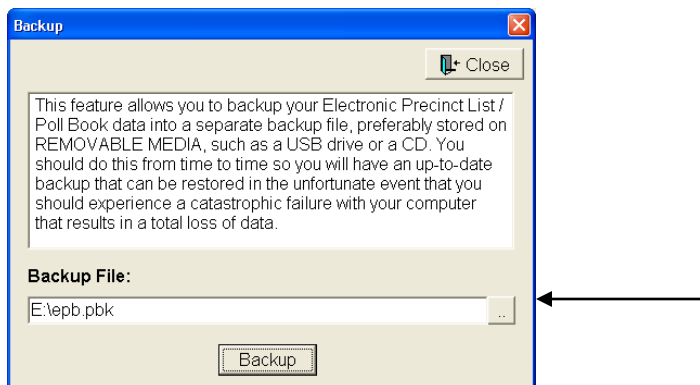 Backup
Close
This feature allows you to backup your Electronic Precinct List /
Poll Book data into a separate backup file, preferably stored on
REMOVABLE MEDIA, such as a USB drive or a CD. You
should do this from time to time so you will have an up-to-date
backup that can be restored in the unfortunate event that you
should experience a catastrophic failure with your computer
that results in a total loss of data.
Backup File:
E:\epb.pbk
..
Backup